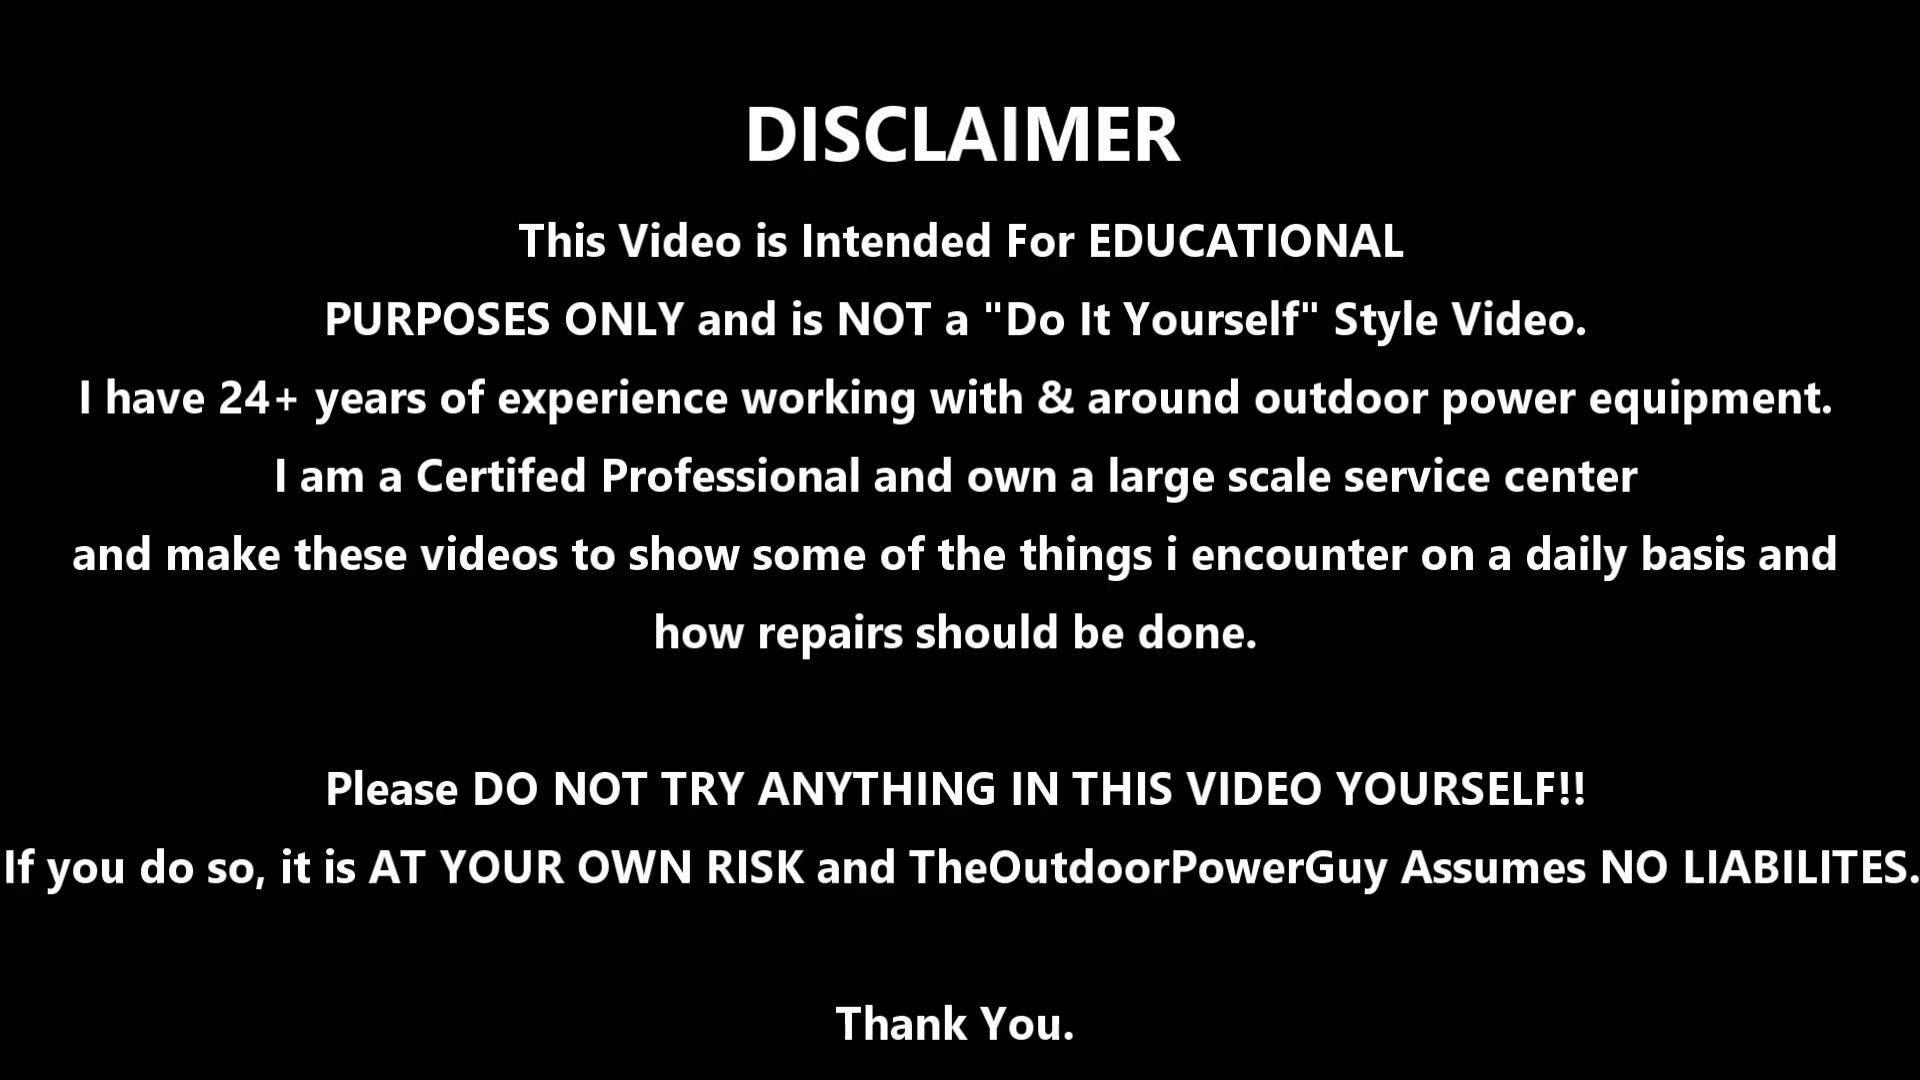 DISCLAIMER
This Video is Intended For EDUCATIONAL
PURPOSES ONLY and is NOT a "Do It Yourself" Style Video.
I have 24+ years of experience working with & around outdoor power equipment.
I am a Certifed Professional and own a large scale service center
and make these videos to show some of the things i encounter on a daily basis and
how repairs should be done.
Please DO NOT TRY ANYTHING IN THIS VIDEO YOURSELF!!
If you do so, it is AT YOUR OWN RISK and TheOutdoorPowerGuy Assumes NO LIABILITES.
Thank You.